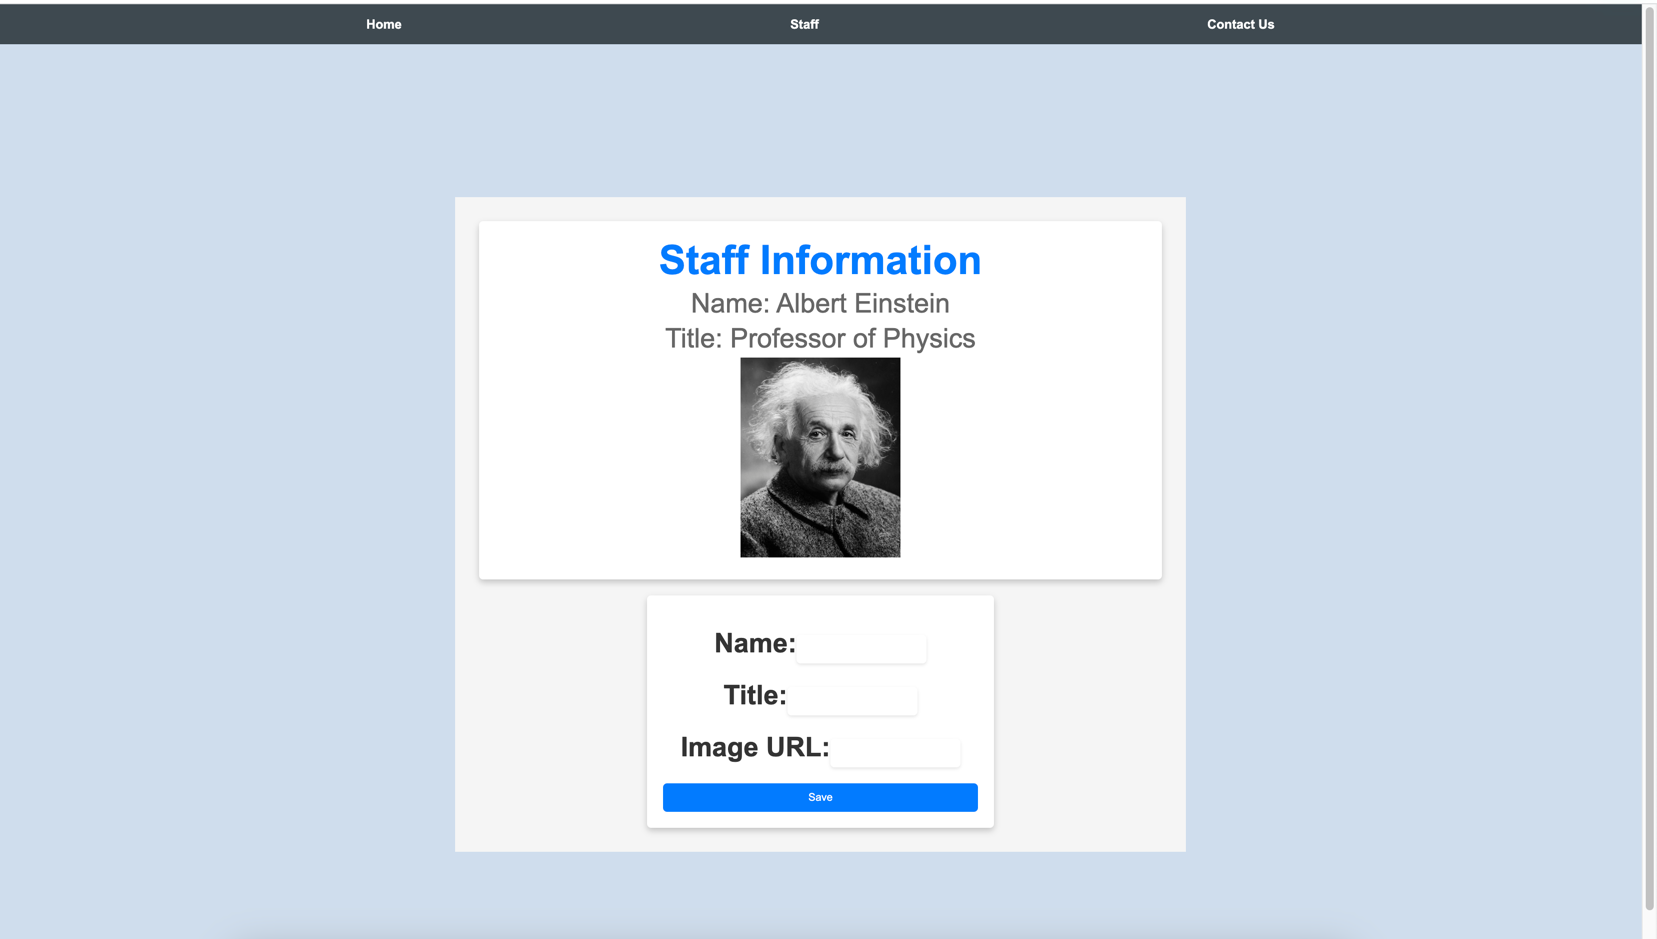 Home Staff Contact Us
Staff Information
Name: Albert Einstein
Title: Professor of Physics
Name:
Title:
Image URL:
Save